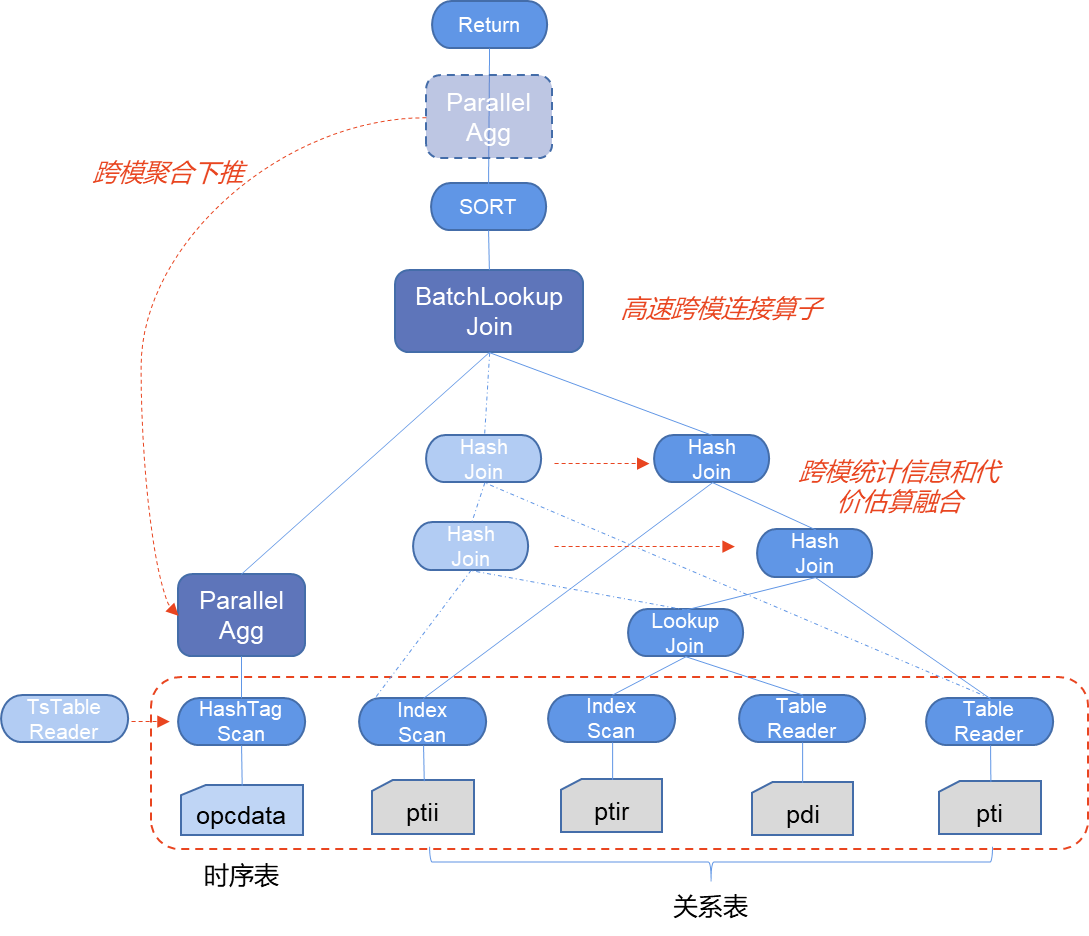 Return
Parallel
Agg
跨模聚合下推
SORT
BatchLookup
Join
高速跨模连接算子
Hash
Join
Hash
Join
跨模统计信息和代
价估算融合
Hash
Join
Hash
Join
Parallel
Agg
Lookup
Join
TsTable
Reader
HashTag
Scan
Index
Scan
Index
Scan
Table
Reader
Table
Reader
opcdata
ptii
ptir
pdi
pti
时序表
关系表